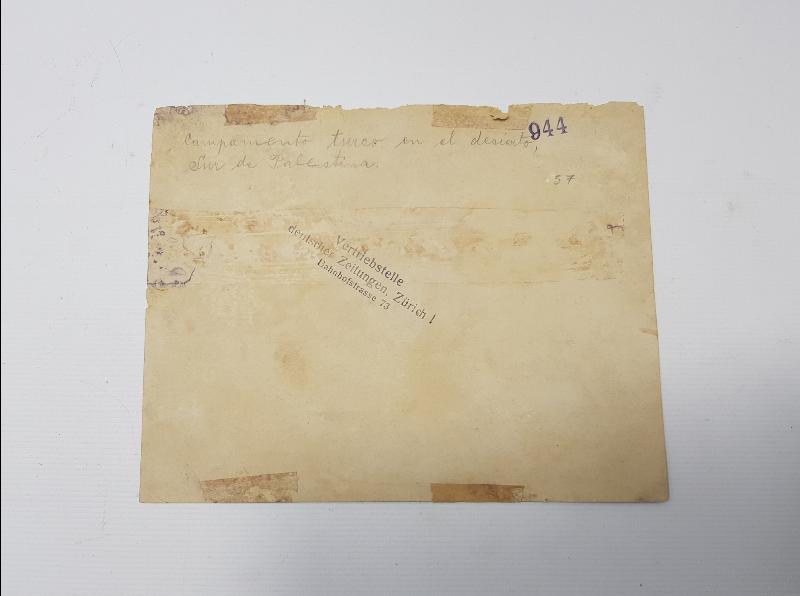 Campamento turco en el desierto,
Sur de Palestina.
944
57
Vertriebstelle
deutscher Zeitungen, Zürich I
Bahnhofstrasse 73